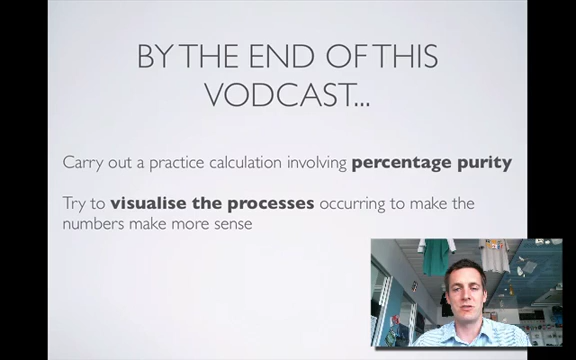 BY THE END OF THIS
VODCAST...
Carry out a practice calculation involving percentage purity
Try to visualise the processes occurring to make the
numbers make more sense